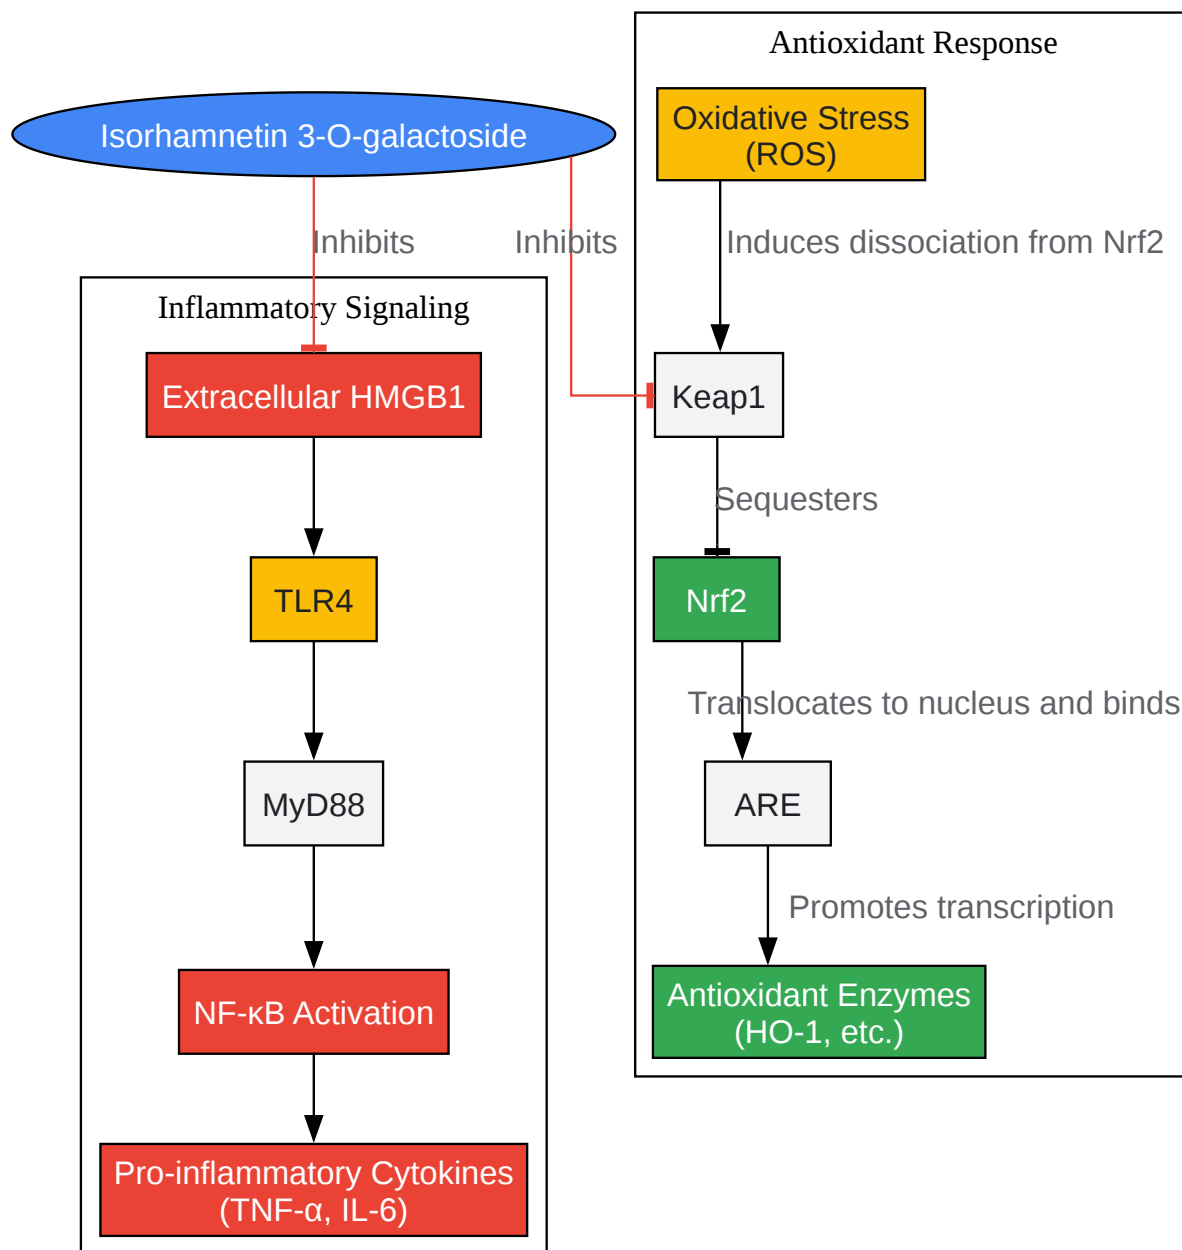 Isorhamnetin 3-O-galactoside
Inhibits
Inhibits
Inflammatory Signaling
Extracellular HMGB1
TLR4
MyD88
NF-κB Activation
Pro-inflammatory Cytokines
(TNF-α, IL-6)
Antioxidant Response
Oxidative Stress
(ROS)
Induces dissociation from Nrf2
Keap1
Sequesters
Nrf2
Translocates to nucleus and binds
ARE
Promotes transcription
Antioxidant Enzymes
(HO-1, etc.)